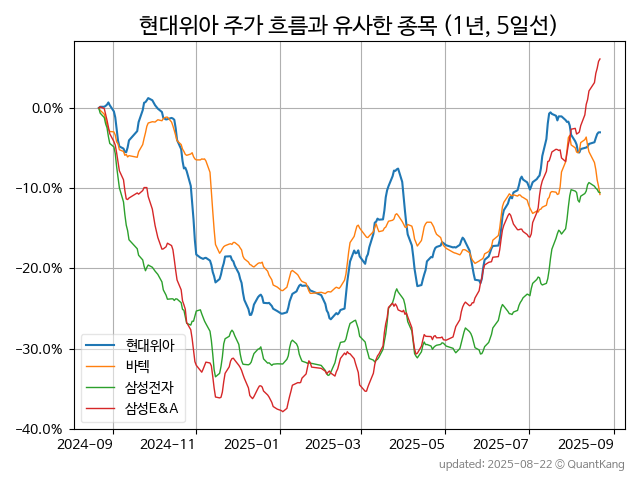 현대위아 주가 흐름과 유사한 종목 (1년, 5일선)
0.0%
−10.0%
−20.0%
−30.0%
−40.0%
현대위아
바텍
삼성전자
삼성E&A
2024-09 2024-11 2025-01 2025-03 2025-05 2025-07 2025-09
updated: 2025-08-22 © QuantKang